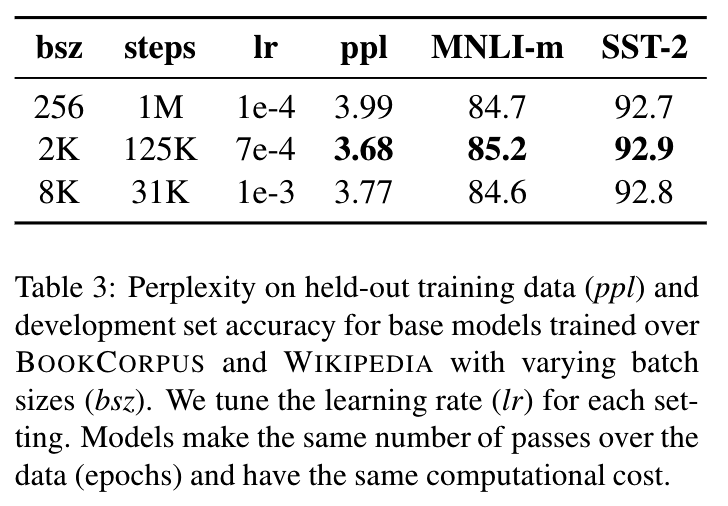 bsz steps lr ppl MNLI-m SST-2
256 1M 1e-4 3.99 84.7 92.7
2K 125K 7e-4 3.68 85.2 92.9
8K 31K 1e-3 3.77 84.6 92.8
Table 3: Perplexity on held-out training data (ppl) and
development set accuracy for base models trained over
BOOKCORPUS and WIKIPEDIA with varying batch
sizes (bsz). We tune the learning rate (lr) for each set-
ting. Models make the same number of passes over the
data (epochs) and have the same computational cost.